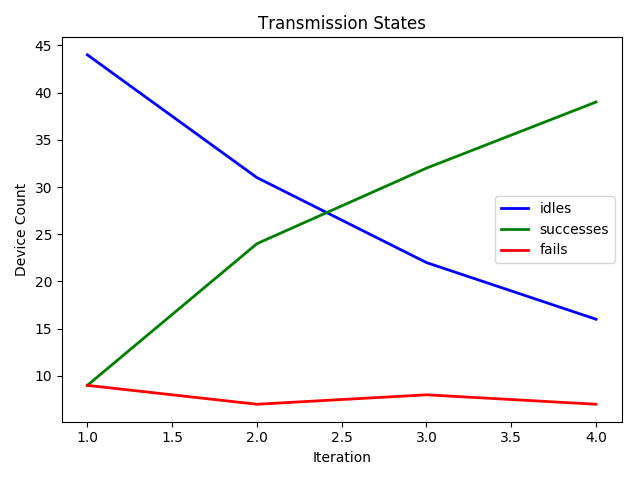 Transmission States
45
40
35
30
25
20
15
10
Device Count
idles
successes
fails
1.0 1.5 2.0 2.5 3.0 3.5 4.0
Iteration